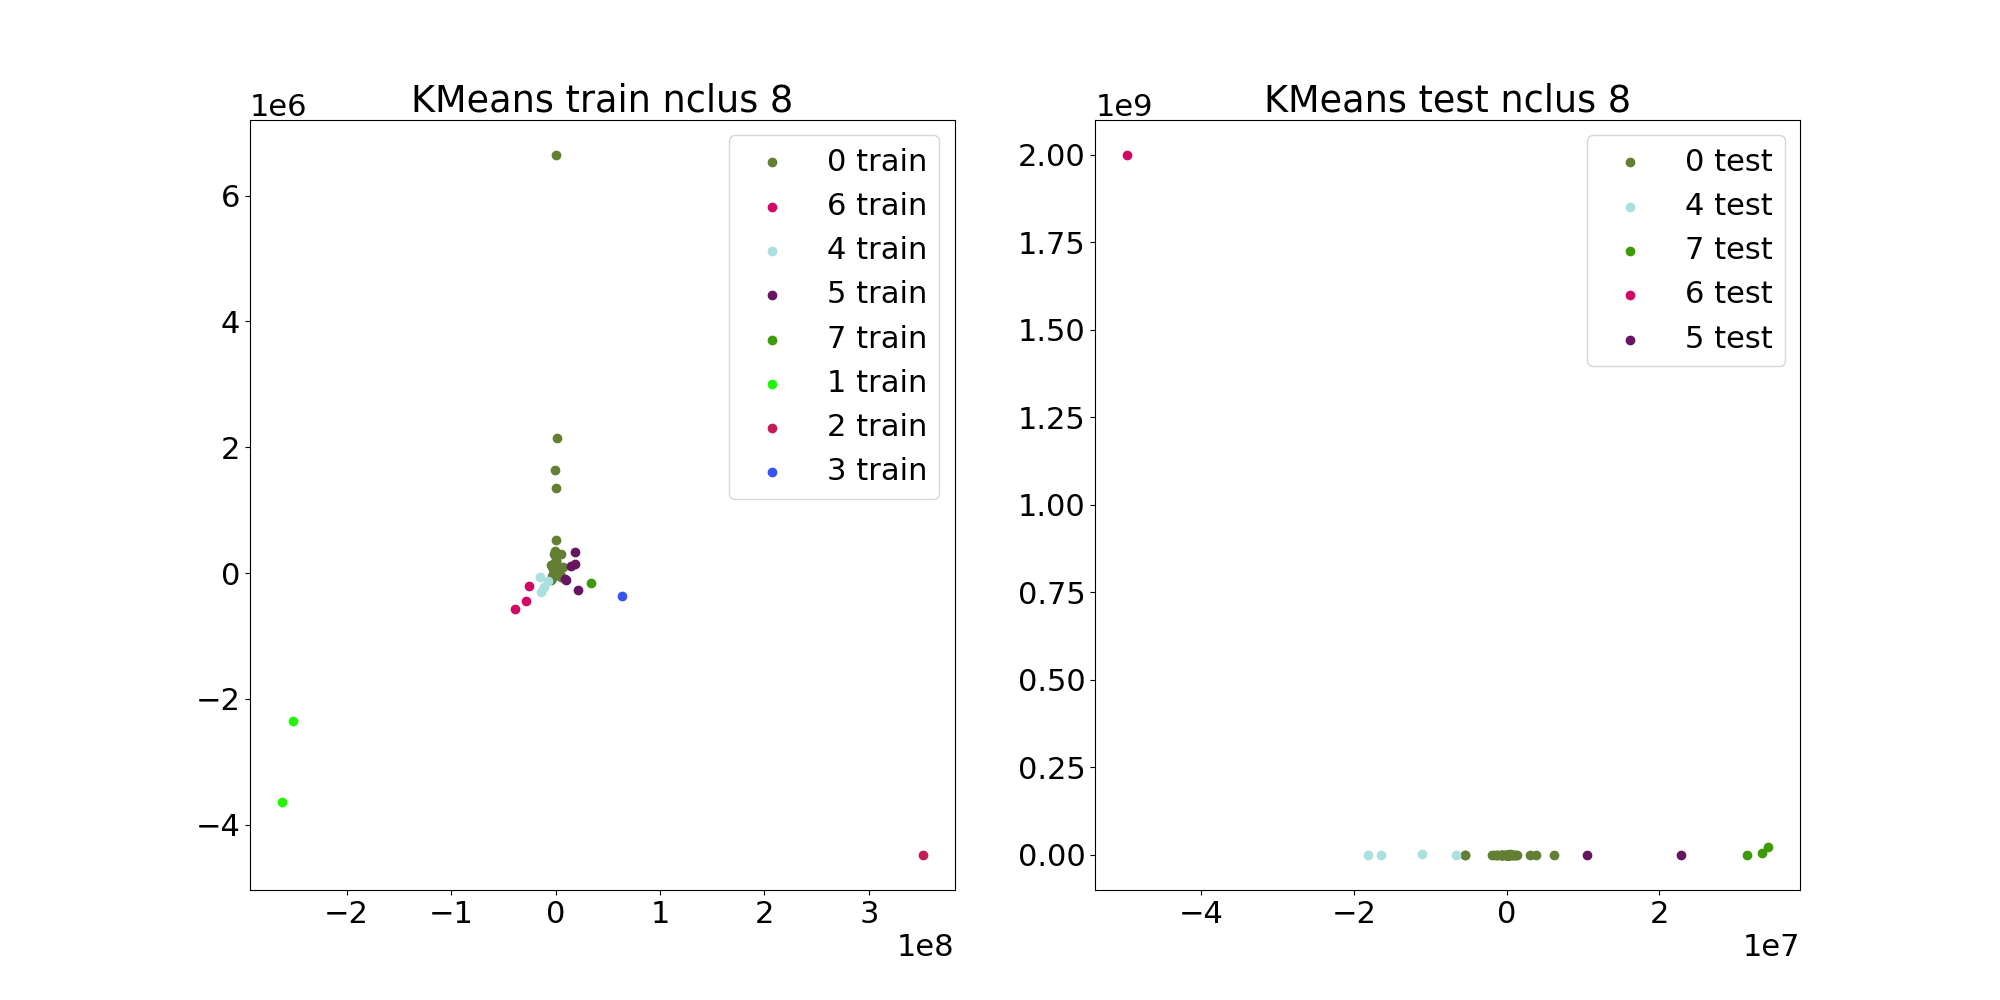 KMeans train nclus 8
1e6
6
4
2
0
−2
−4
−2
−1
0
1
2
3
1e8
0 train
6 train
4 train
5 train
7 train
1 train
2 train
3 train
KMeans test nclus 8
1e9
2.00
1.75
1.50
1.25
1.00
0.75
0.50
0.25
0.00
−4
−2
0
2
1e7
0 test
4 test
7 test
6 test
5 test